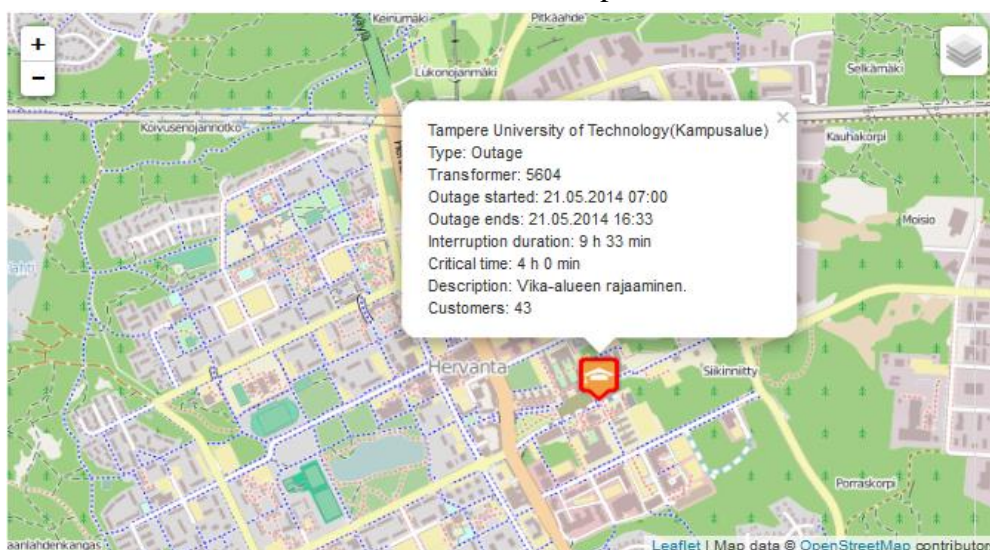 Keinumäki
Pitkäahde
+
-
Lukonojanmäki
Selkämäki
Koivusenojannotko
Kauhakorpi
×
Tampere University of Technology(Kampusalue)
Type: Outage
Transformer: 5604
Outage started: 21.05.2014 07:00
Outage ends: 21.05.2014 16:33
Interruption duration: 9 h 33 min
Critical time: 4 h 0 min
Description: Vika-alueen rajaaminen.
Customers: 43
Moisio
lahti
Hervanta
Siikinniitty
Porraskorpi
aanlahdenkangas
Leaflet | Map data © OpenStreetMap contributor